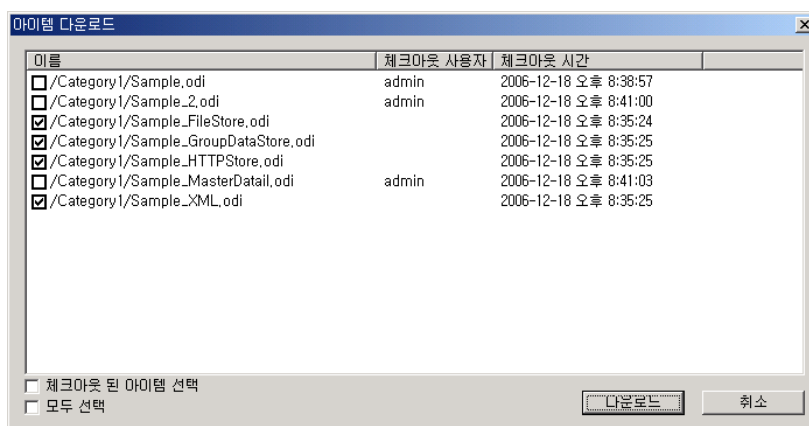 아이템 다운로드
이름 체크아웃 사용자 체크아웃 시간
/Category1/Sample.odi admin 2006-12-18 오후 8:38:57
/Category1/Sample_2.odi admin 2006-12-18 오후 8:41:00
/Category1/Sample_FileStore.odi 2006-12-18 오후 8:35:24
/Category1/Sample_GroupDataStore.odi 2006-12-18 오후 8:35:25
/Category1/Sample_HTTPStore.odi 2006-12-18 오후 8:35:25
/Category1/Sample_MasterDatail.odi admin 2006-12-18 오후 8:41:03
/Category1/Sample_XML.odi 2006-12-18 오후 8:35:25
체크아웃 된 아이템 선택
모두 선택
다운로드 취소